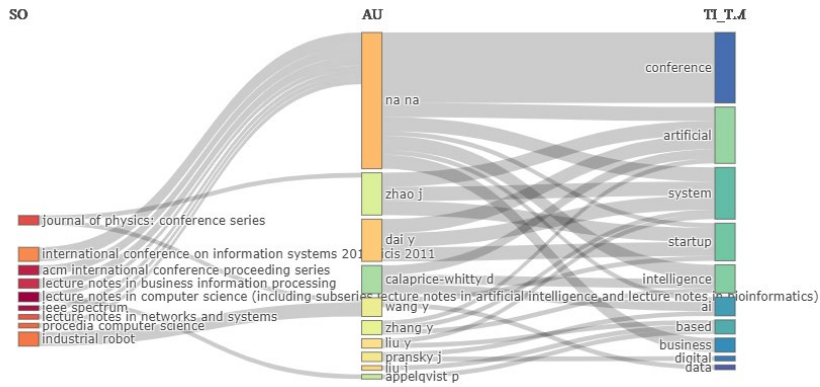 SO
AU
TI_TM
journal of physics: conference series
international conference on information systems 2011, icis 2011
acm international conference proceeding series
lecture notes in business information processing
lecture notes in computer science (including subseries lecture notes in artificial intelligence and lecture notes in bioinformatics)
ieee spectrum
lecture notes in networks and systems
procedia computer science
industrial robot
na na
zhao j
dai y
calaprice-whitty d
wang y
zhang y
liu y
pransky j
liu j
appelqvist p
conference
artificial
system
startup
intelligence
ai
based
business
digital
data